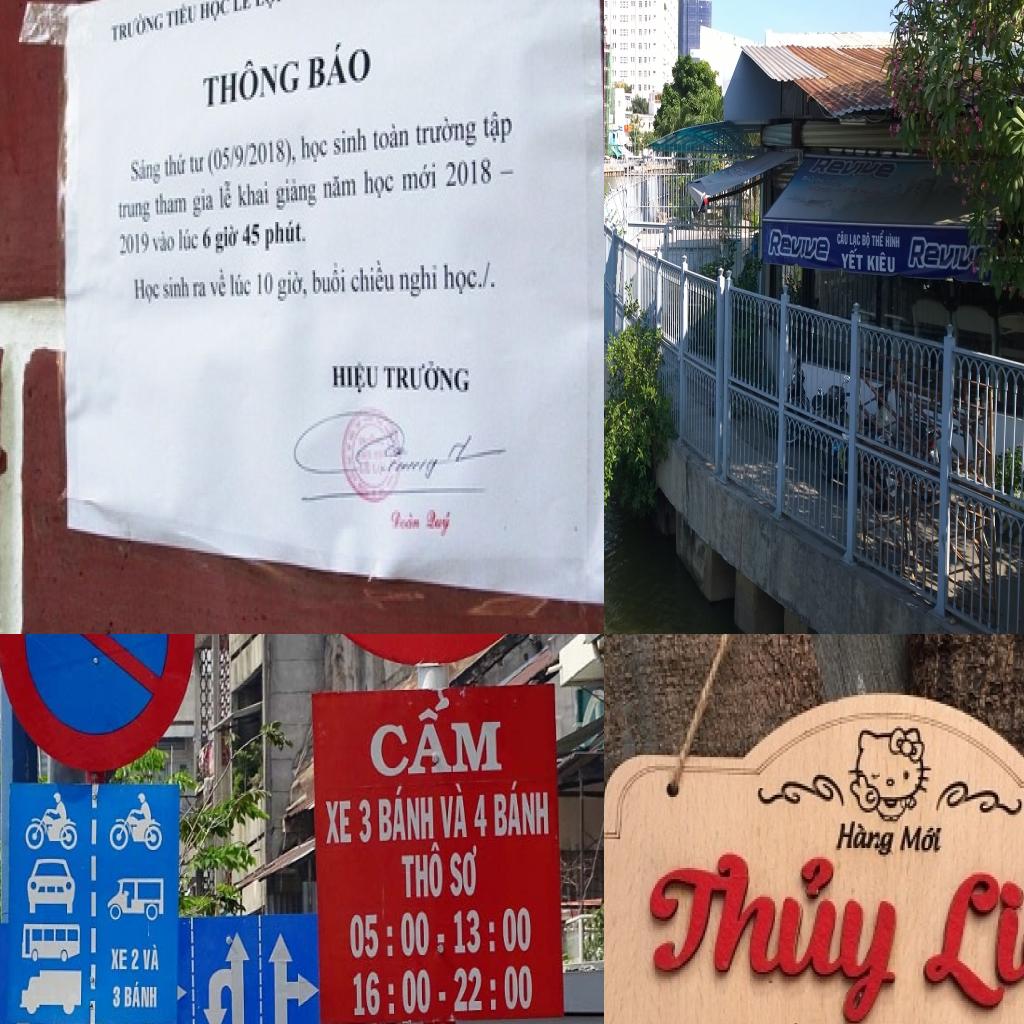 TRƯỜNG TIỂU HỌC LÊ LỢI
THÔNG BÁO
Sáng thứ tư (05/9/2018), học sinh toàn trường tập
trung tham gia lễ khai giảng năm học mới 2018 –
2019 vào lúc 6 giờ 45 phút.
Học sinh ra về lúc 10 giờ, buổi chiều nghỉ học./.
HIỆU TRƯỞNG
Đoàn Quý
Revive
Revive
CÂU LẠC BỘ THỂ HÌNH
YẾT KIÊU
Revive
XE 2 VÀ
3 BÁNH
CẤM
XE 3 BÁNH VÀ 4 BÁNH
THÔ SƠ
05 : 00 - 13 : 00
16 : 00 - 22 : 00
Hàng Mới
Thủy Li